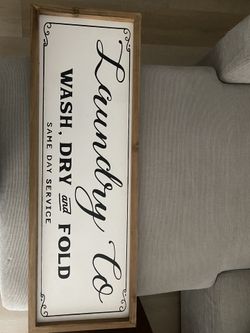 Laundry Co
WASH, DRY and FOLD
SAME DAY SERVICE